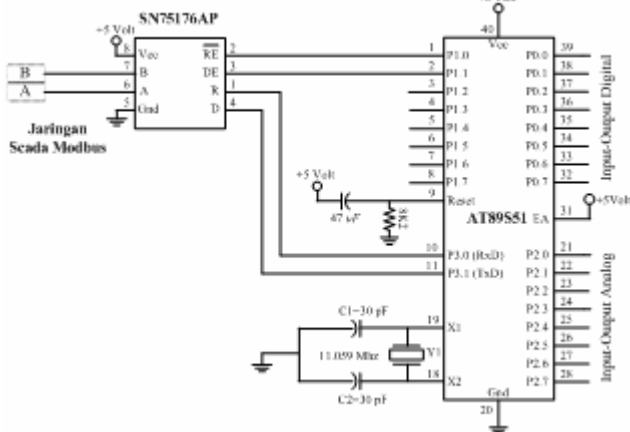 SN75176AP
+5 Volt
8 Vcc RE 2
7 B DE 3
6 A R 1
5 Gnd D 4
B
A
Jaringan
Scada Modbus
40
Vcc
1 P1.0 P0.0 39
2 P1.1 P0.1 38
3 P1.2 P0.2 37
4 P1.3 P0.3 36
5 P1.4 P0.4 35
6 P1.5 P0.5 34
7 P1.6 P0.6 33
8 P1.7 P0.7 32
Input-Output Digital
+5 Volt
47 uF
8K2
9 Reset
AT89S51 EA 31
+5Volt
10 P3.0 (RxD) P2.0 21
11 P3.1 (TxD) P2.1 22
P2.2 23
P2.3 24
P2.4 25
P2.5 26
P2.6 27
P2.7 28
Input-Output Analog
C1=30 pF
19 X1
11.059 Mhz
Y1
18 X2
C2=30 pF
Gnd
20